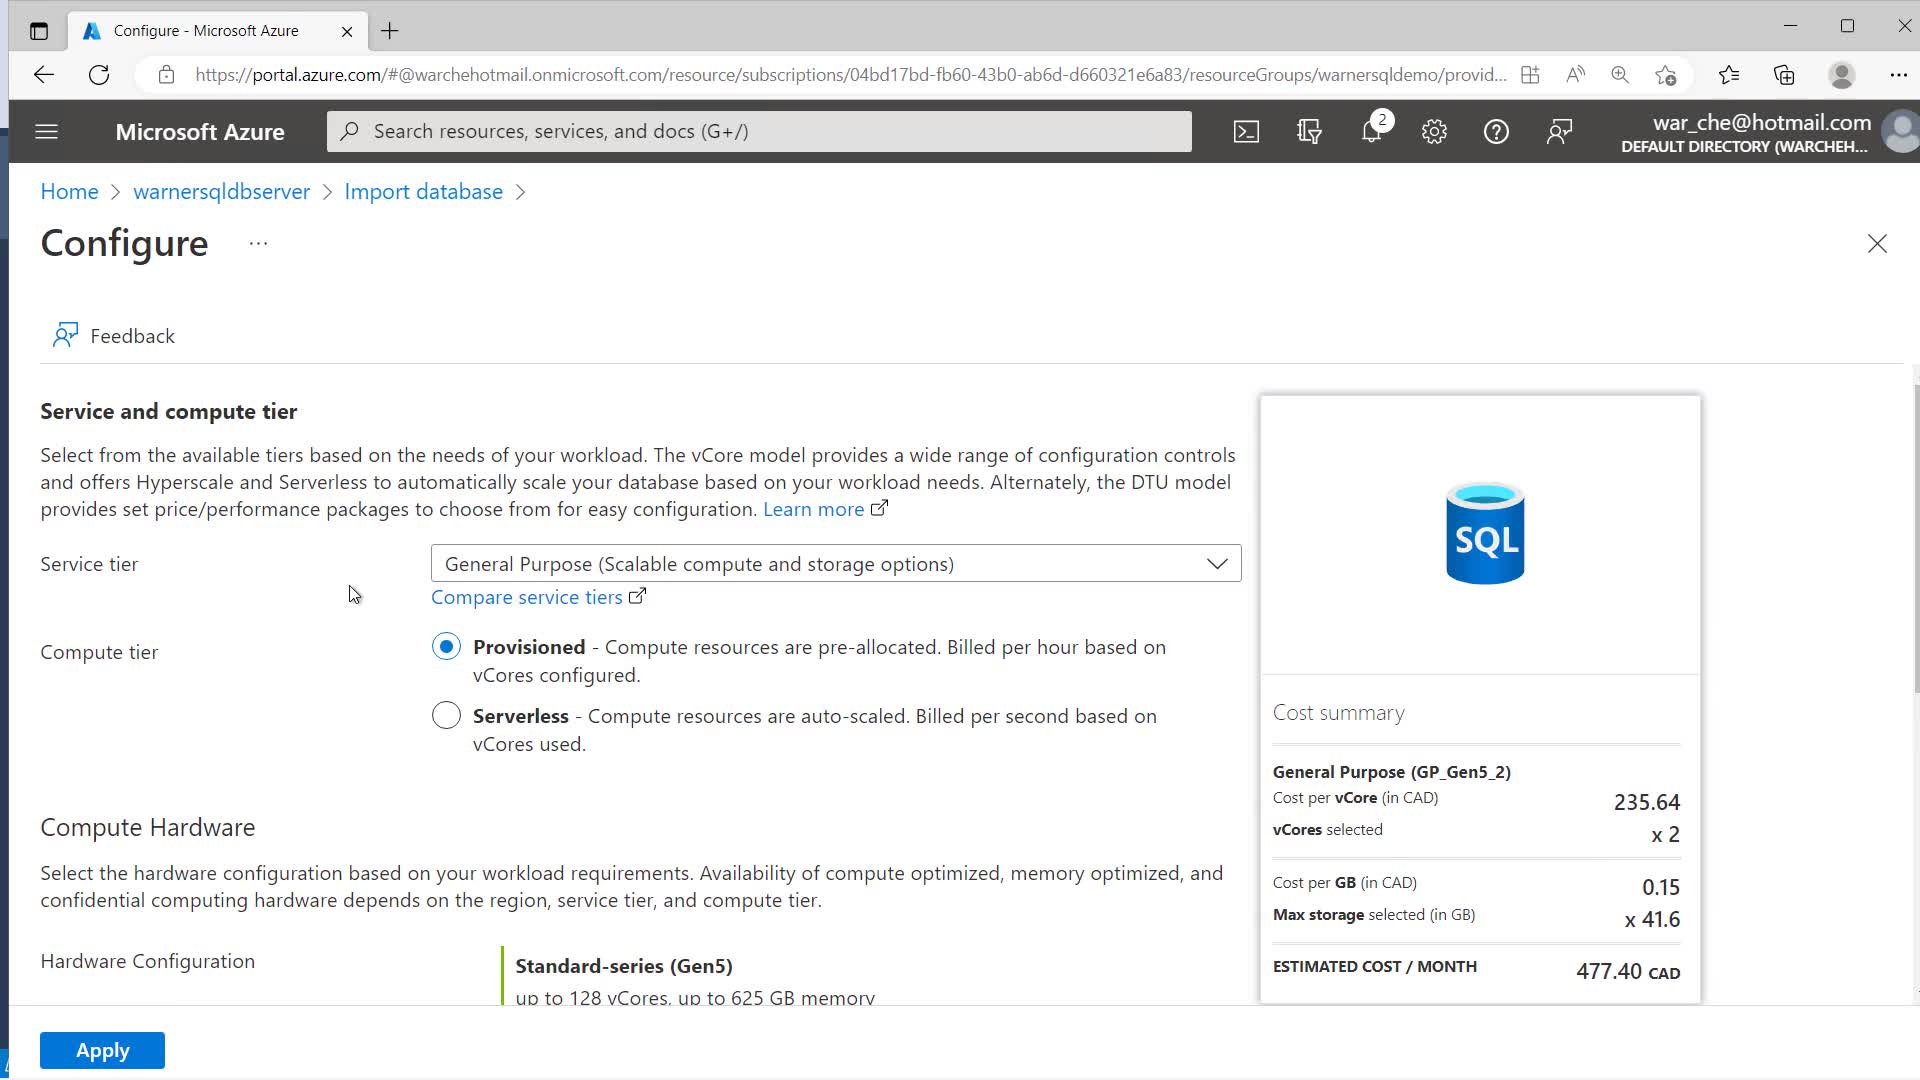 Configure - Microsoft Azure
https://portal.azure.com/#@warchehotmail.onmicrosoft.com/resource/subscriptions/04bd17bd-fb60-43b0-ab6d-d660321e6a83/resourceGroups/warnersqldemo/provid...
Microsoft Azure
Search resources, services, and docs (G+/)
2
war_che@hotmail.com
DEFAULT DIRECTORY (WARCHEH...
Home > warnersqldbserver > Import database >
Configure ...
Feedback
Service and compute tier
Select from the available tiers based on the needs of your workload. The vCore model provides a wide range of configuration controls
and offers Hyperscale and Serverless to automatically scale your database based on your workload needs. Alternately, the DTU model
provides set price/performance packages to choose from for easy configuration. Learn more
Service tier
General Purpose (Scalable compute and storage options)
Compare service tiers
Compute tier
Provisioned - Compute resources are pre-allocated. Billed per hour based on
vCores configured.
Serverless - Compute resources are auto-scaled. Billed per second based on
vCores used.
Compute Hardware
Select the hardware configuration based on your workload requirements. Availability of compute optimized, memory optimized, and
confidential computing hardware depends on the region, service tier, and compute tier.
Hardware Configuration
Standard-series (Gen5)
up to 128 vCores, up to 625 GB memory
SQL
Cost summary
General Purpose (GP_Gen5_2)
Cost per vCore (in CAD) 235.64
vCores selected x 2
Cost per GB (in CAD) 0.15
Max storage selected (in GB) x 41.6
ESTIMATED COST / MONTH 477.40 CAD
Apply